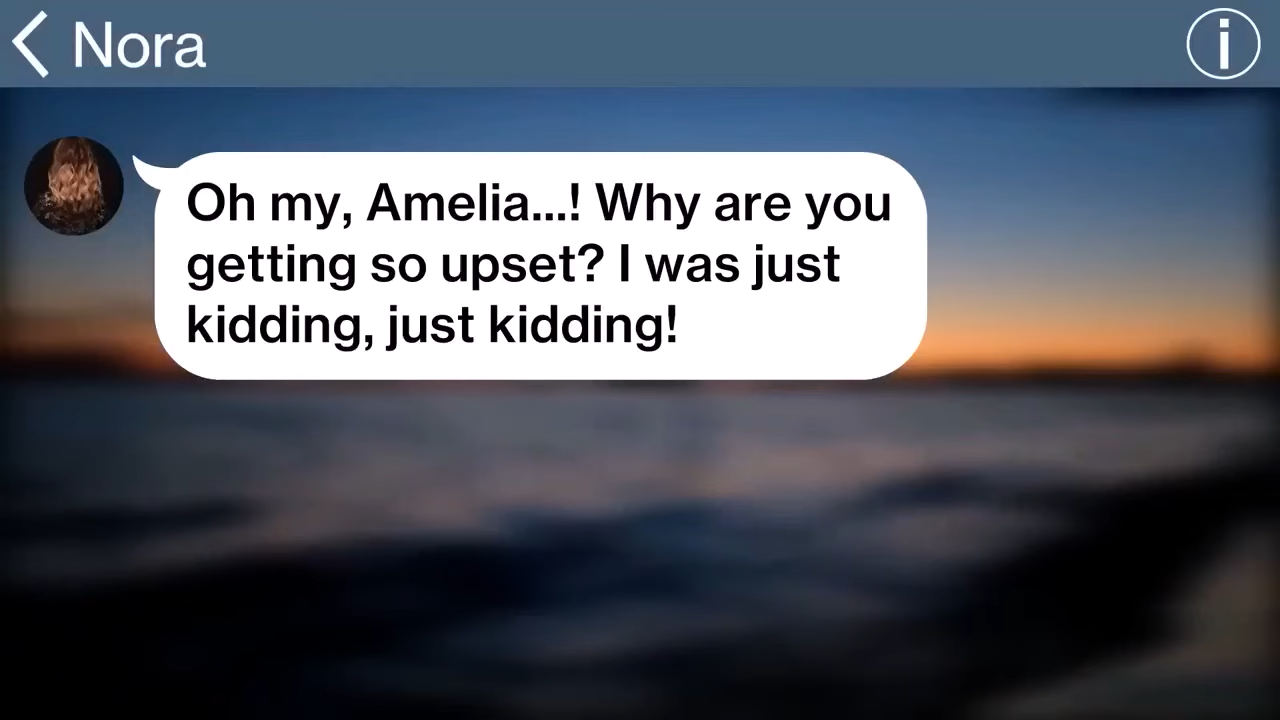 Nora
Oh my, Amelia...! Why are you
getting so upset? I was just
kidding, just kidding!